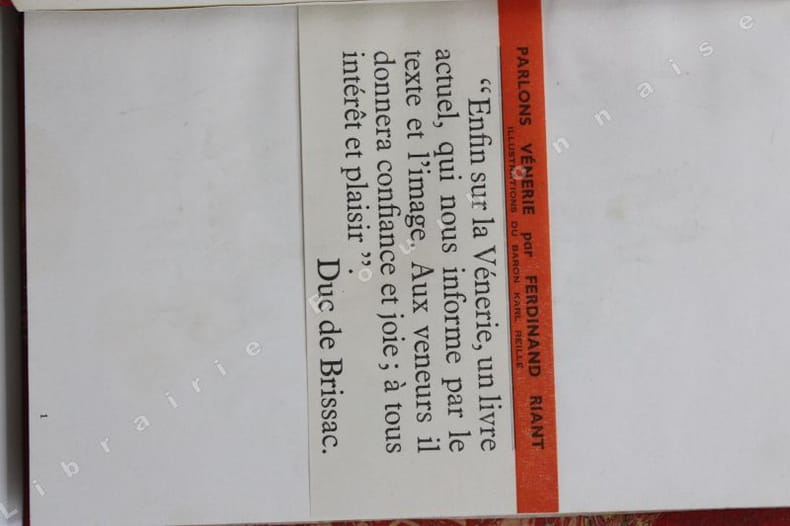 PARLONS VÉNERIE par FERDINAND RIANT
ILLUSTRATIONS DU BARON KARL REILLE
“Enfin sur la Vénerie, un livre
actuel, qui nous informe par le
texte et l'image. Aux veneurs il
donnera confiance et joie ; à tous
intérêt et plaisir ”.
Duc de Brissac.
1
Librairie